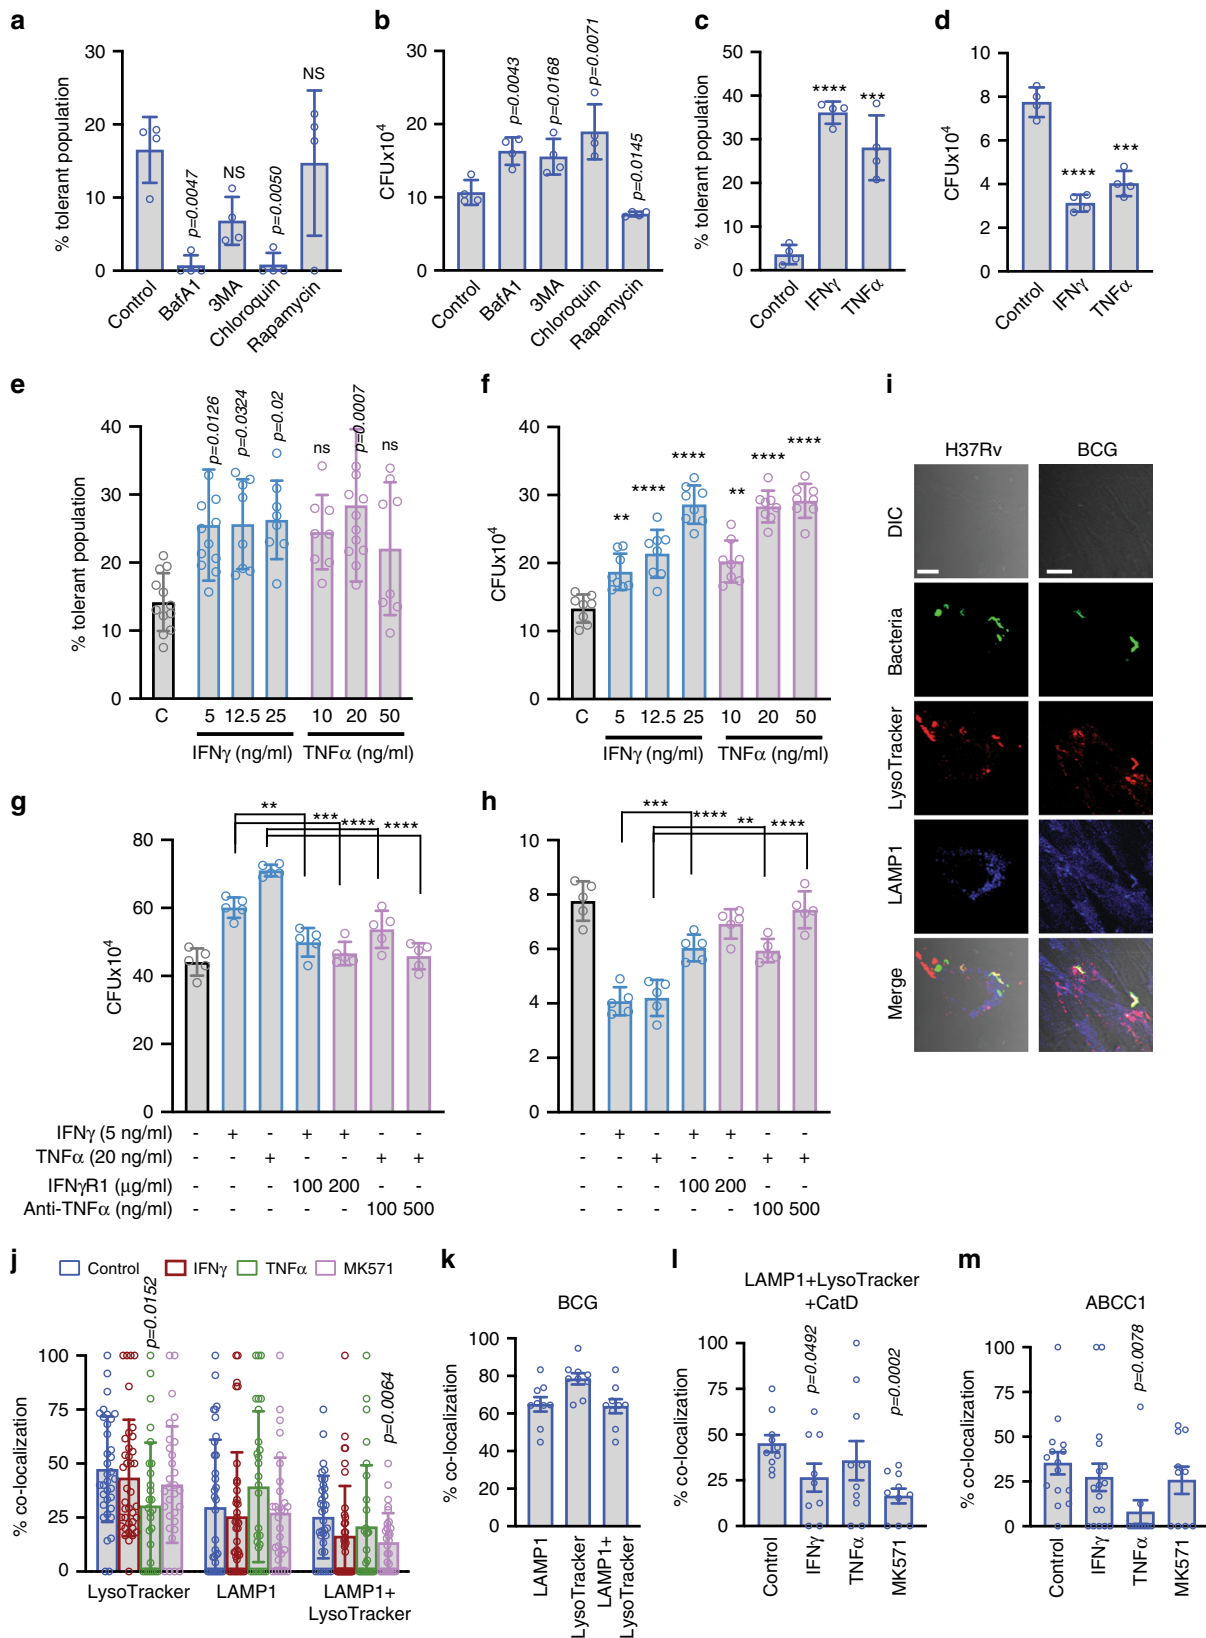 a
% tolerant population
30
20
10
0
p=0.0047
NS
p=0.0050
NS
Control
BafA1
3MA
Chloroquin
Rapamycin
b
CFUx10⁴
30
20
10
0
p=0.0043
p=0.0168
p=0.0071
p=0.0145
Control
BafA1
3MA
Chloroquin
Rapamycin
c
% tolerant population
50
40
30
20
10
0
****
***
Control
IFNγ
TNFα
d
CFUx10⁴
10
8
6
4
2
0
****
***
Control
IFNγ
TNFα
e
% tolerant population
40
30
20
10
0
p=0.0126
p=0.0324
p=0.02
ns
p=0.0007
ns
C 5 12.5 25 10 20 50
IFNγ (ng/ml) TNFα (ng/ml)
f
CFUx10⁴
40
30
20
10
0
**
****
****
**
****
****
C 5 12.5 25 10 20 50
IFNγ (ng/ml) TNFα (ng/ml)
i
H37Rv BCG
DIC
Bacteria
LysoTracker
LAMP1
Merge
g
CFUx10⁴
80
60
40
20
0
**
***
****
****
h
10
8
6
4
2
0
***
****
**
****
IFNγ (5 ng/ml) - + - + + - - - + - + + - -
TNFα (20 ng/ml) - - + - - + + - - + - - + +
IFNγR1 (μg/ml) - - - 100 200 - - - - - 100 200 - -
Anti-TNFα (ng/ml) - - - - - 100 500 - - - - - 100 500
j
Control IFNγ TNFα MK571
% co-localization
100
75
50
25
0
p=0.0152
p=0.0064
LysoTracker LAMP1 LAMP1+
LysoTracker
k
BCG
% co-localization
100
80
60
40
20
0
LAMP1
LysoTracker
LAMP1+
LysoTracker
l
LAMP1+LysoTracker
+CatD
% co-localization
100
75
50
25
0
p=0.0492
p=0.0002
Control
IFNγ
TNFα
MK571
m
ABCC1
% co-localization
100
75
50
25
0
p=0.0078
Control
IFNγ
TNFα
MK571